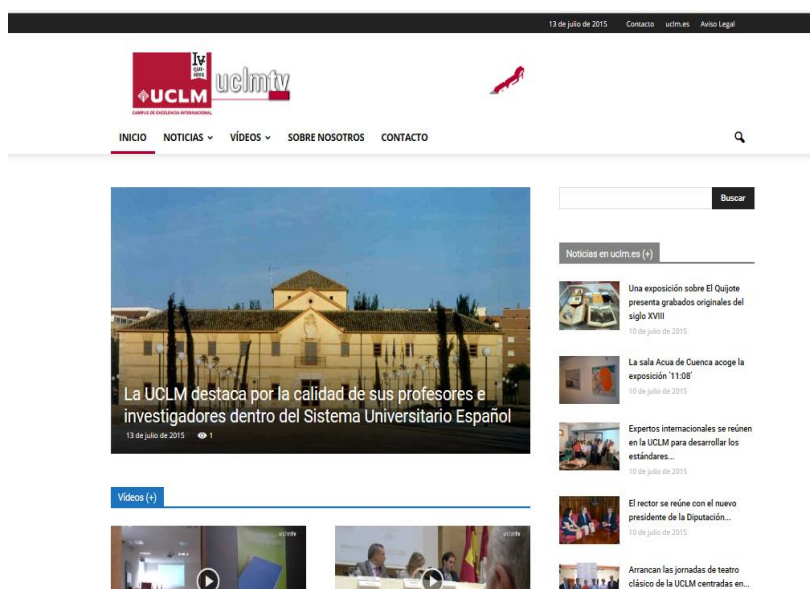 13 de julio de 2015 Contacto uclm.es Aviso Legal
IV
QUI-
JOTE
UCLM
CAMPUS DE EXCELENCIA INTERNACIONAL
uclmtv
INICIO NOTICIAS VÍDEOS SOBRE NOSOTROS CONTACTO
Buscar
La UCLM destaca por la calidad de sus profesores e
investigadores dentro del Sistema Universitario Español
13 de julio de 2015 1
Noticias en uclm.es (+)
Una exposición sobre El Quijote
presenta grabados originales del
siglo XVIII
10 de julio de 2015
La sala Acua de Cuenca acoge la
exposición '11:08'
10 de julio de 2015
Expertos internacionales se reúnen
en la UCLM para desarrollar los
estándares...
10 de julio de 2015
El rector se reúne con el nuevo
presidente de la Diputación...
10 de julio de 2015
Arrancan las jornadas de teatro
clásico de la UCLM centradas en...
Vídeos (+)
uclmtv
uclmtv